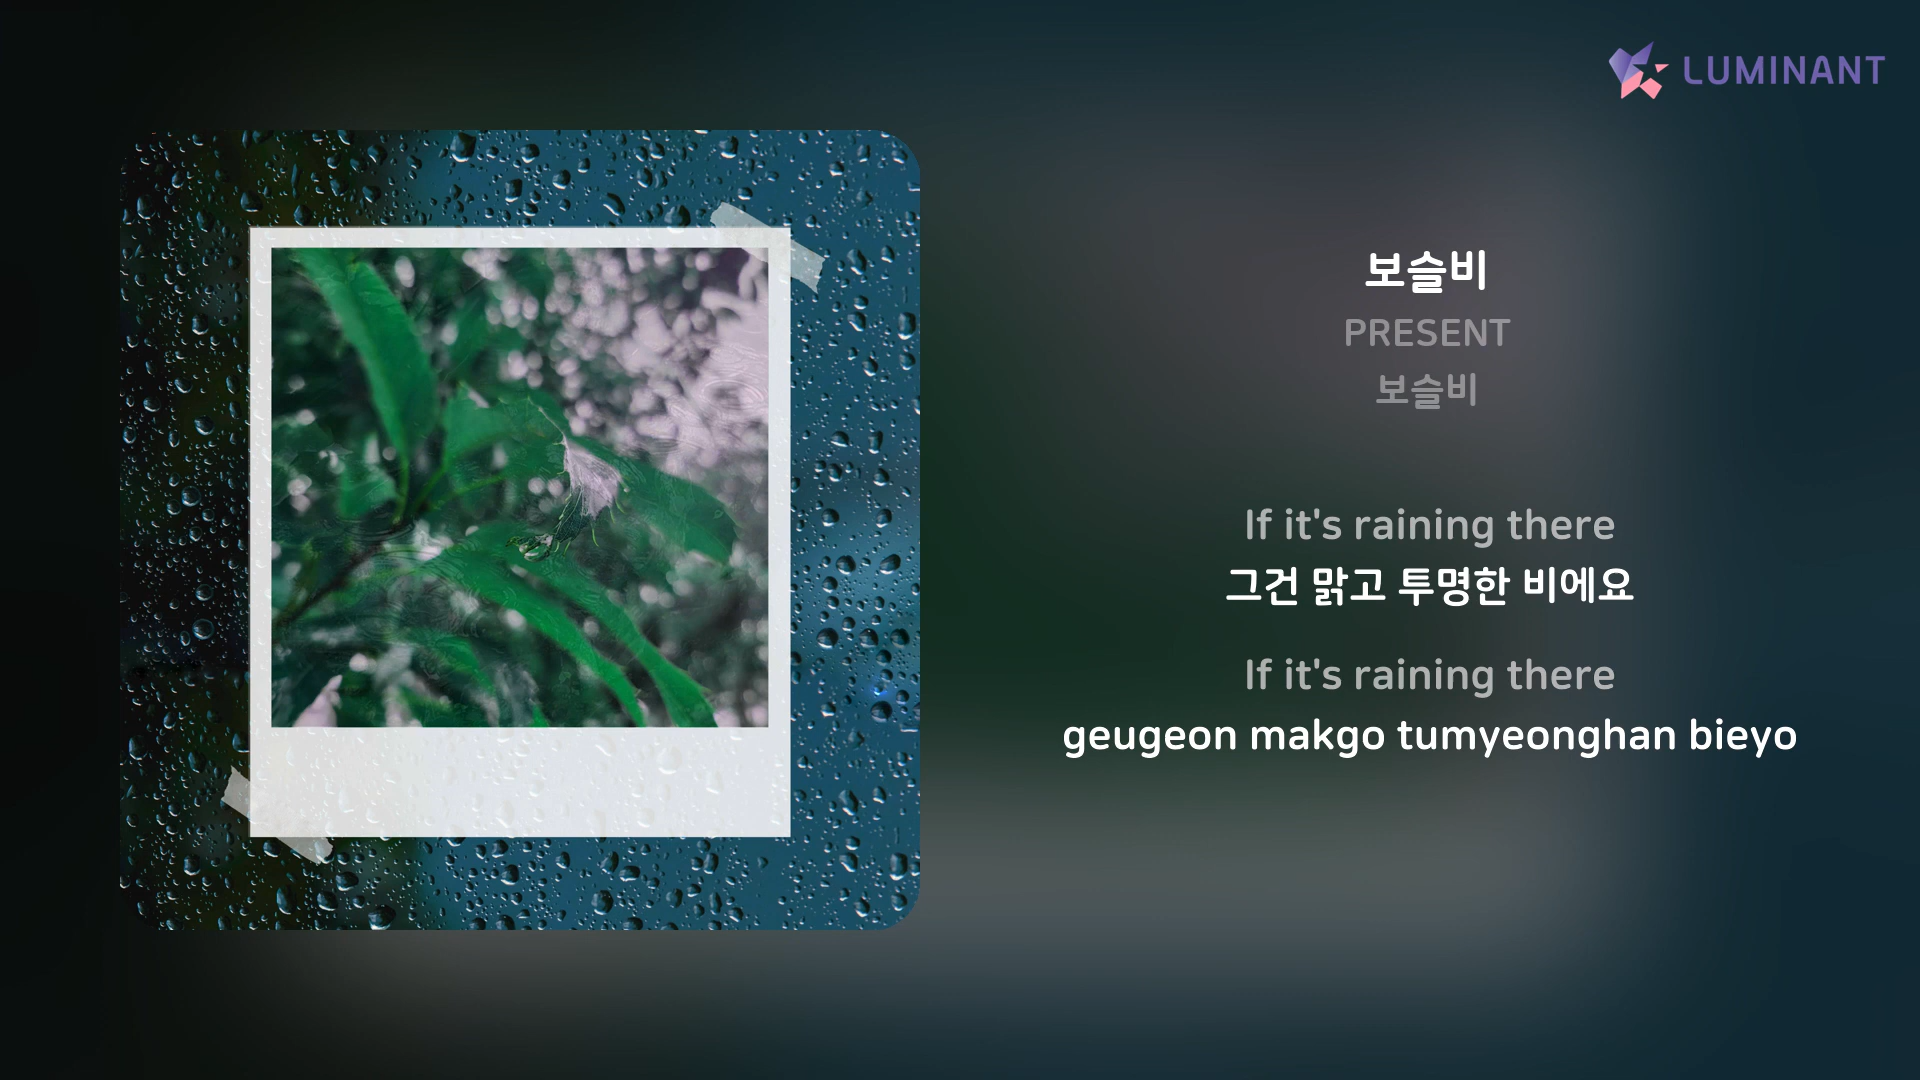 LUMINANT
보슬비
PRESENT
보슬비
If it's raining there
그건 맑고 투명한 비에요
If it's raining there
geugeon makgo tumyeonghan bieyo